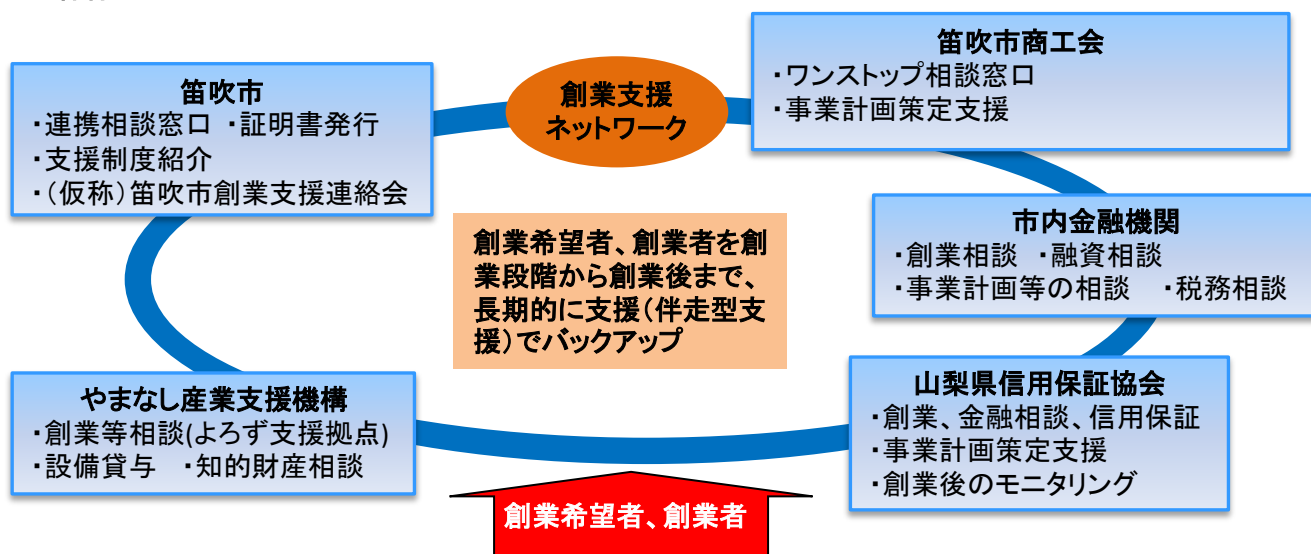 創業支援
ネットワーク
笛吹市
・連携相談窓口 ・証明書発行
・支援制度紹介
・(仮称)笛吹市創業支援連絡会
笛吹市商工会
・ワンストップ相談窓口
・事業計画策定支援
市内金融機関
・創業相談 ・融資相談
・事業計画等の相談 ・税務相談
創業希望者、創業者を創
業段階から創業後まで、
長期的に支援(伴走型支
援)でバックアップ
やまなし産業支援機構
・創業等相談(よろず支援拠点)
・設備貸与 ・知的財産相談
山梨県信用保証協会
・創業、金融相談、信用保証
・事業計画策定支援
・創業後のモニタリング
創業希望者、創業者